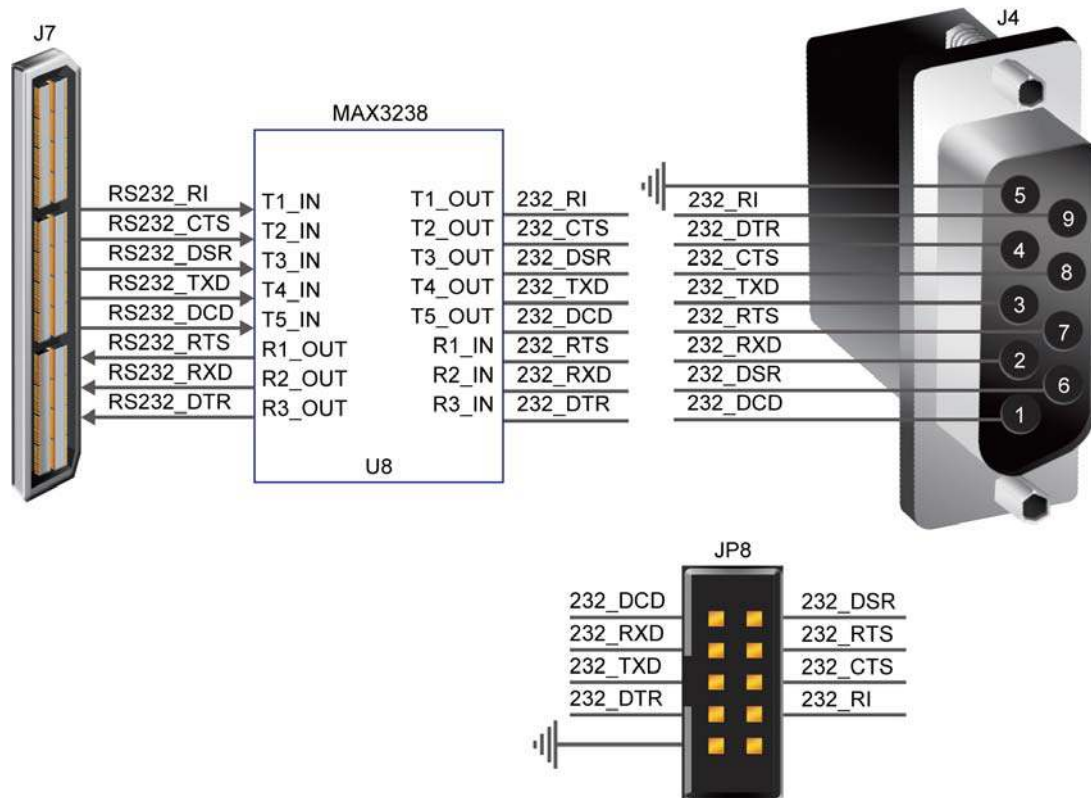 J7
J4
MAX3238
RS232_RI
RS232_CTS
RS232_DSR
RS232_TXD
RS232_DCD
RS232_RTS
RS232_RXD
RS232_DTR
T1_IN
T2_IN
T3_IN
T4_IN
T5_IN
R1_OUT
R2_OUT
R3_OUT
T1_OUT
T2_OUT
T3_OUT
T4_OUT
T5_OUT
R1_IN
R2_IN
R3_IN
U8
232_RI
232_CTS
232_DSR
232_TXD
232_DCD
232_RTS
232_RXD
232_DTR
232_RI
232_DTR
232_CTS
232_TXD
232_RTS
232_RXD
232_DSR
232_DCD
5
9
4
8
3
7
2
6
1
JP8
232_DCD
232_RXD
232_TXD
232_DTR
232_DSR
232_RTS
232_CTS
232_RI